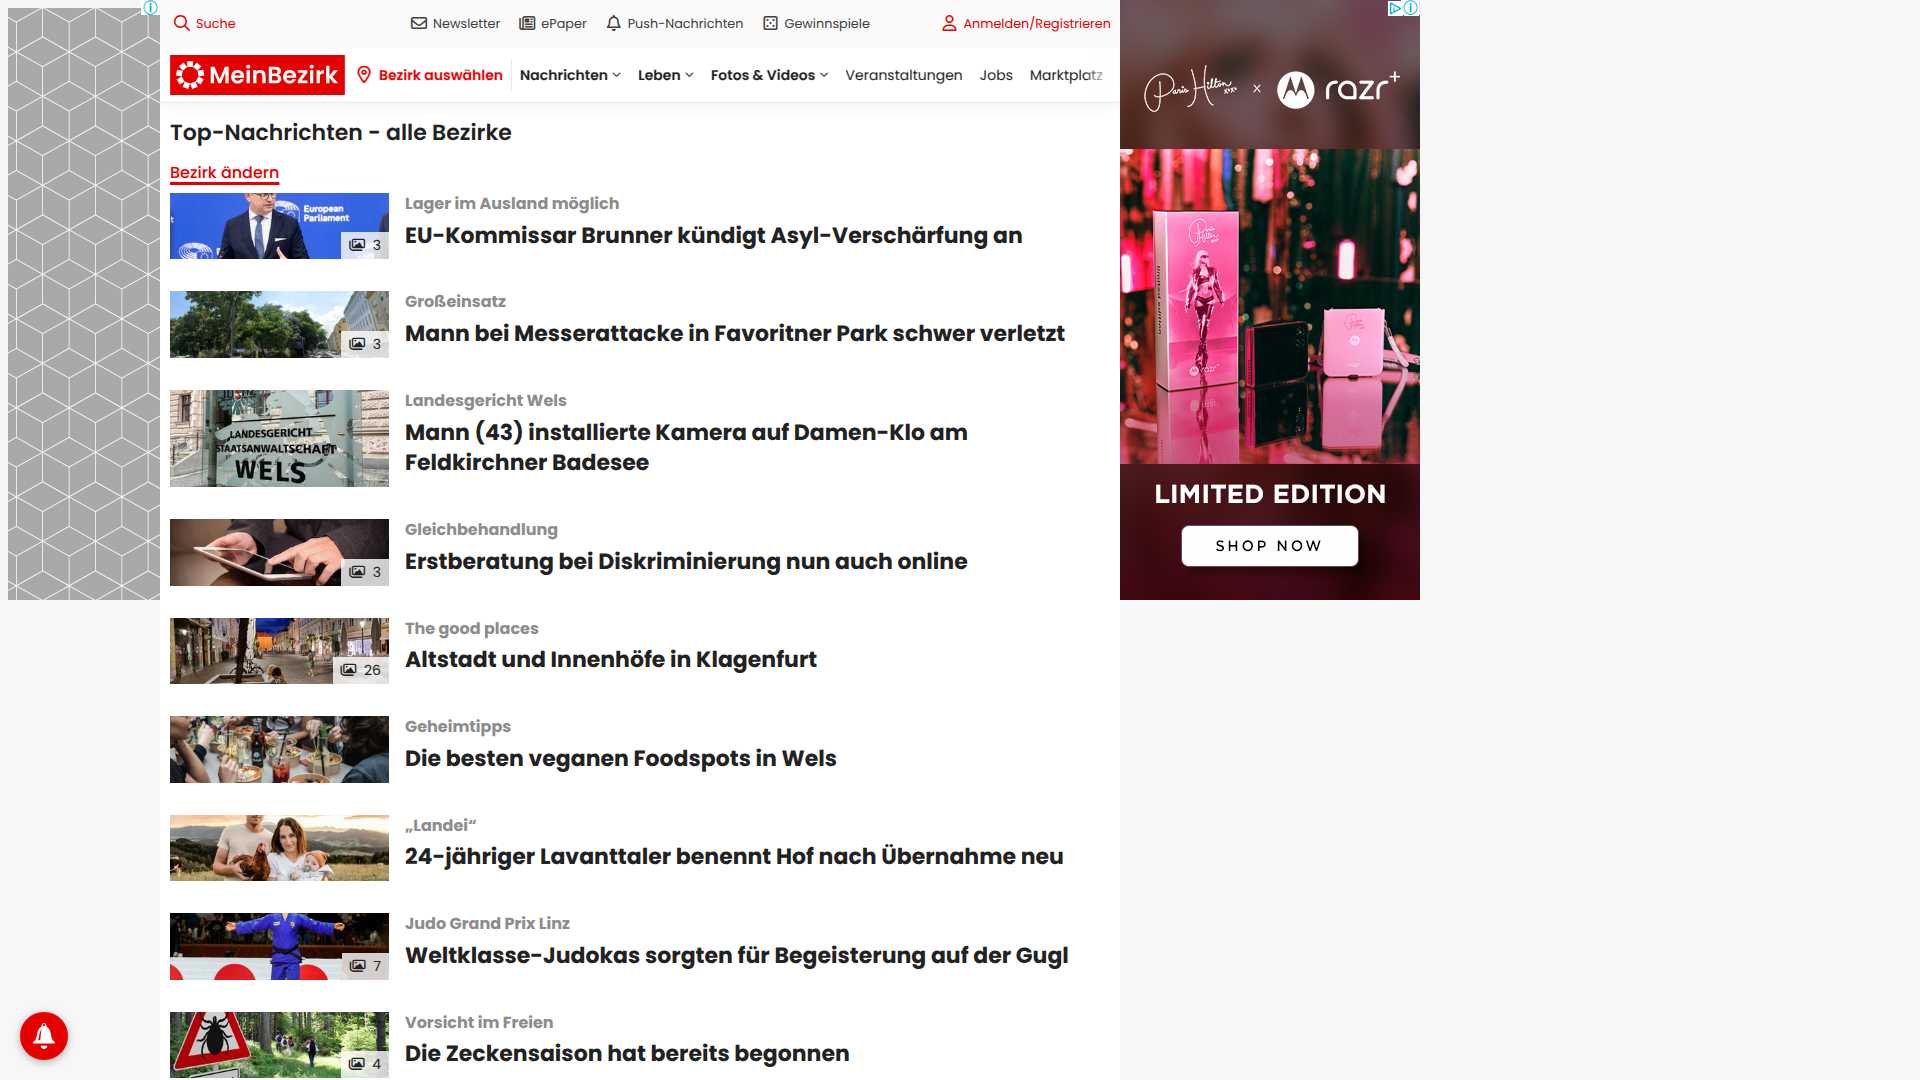 Suche
Newsletter
ePaper
Push-Nachrichten
Gewinnspiele
Anmelden/Registrieren
MeinBezirk
Bezirk auswählen
Nachrichten
Leben
Fotos & Videos
Veranstaltungen
Jobs
Marktplatz
Top-Nachrichten - alle Bezirke
Bezirk ändern
European
Parliament
3
Lager im Ausland möglich
EU-Kommissar Brunner kündigt Asyl-Verschärfung an
3
Großeinsatz
Mann bei Messerattacke in Favoritner Park schwer verletzt
LANDESGERICHT
STAATSANWALTSCHAFT
WELS
Landesgericht Wels
Mann (43) installierte Kamera auf Damen-Klo am
Feldkirchner Badesee
3
Gleichbehandlung
Erstberatung bei Diskriminierung nun auch online
26
The good places
Altstadt und Innenhöfe in Klagenfurt
Geheimtipps
Die besten veganen Foodspots in Wels
„Landei“
24-jähriger Lavanttaler benennt Hof nach Übernahme neu
7
Judo Grand Prix Linz
Weltklasse-Judokas sorgten für Begeisterung auf der Gugl
4
Vorsicht im Freien
Die Zeckensaison hat bereits begonnen
Paris Hilton x razr+
razr
LIMITED EDITION
SHOP NOW